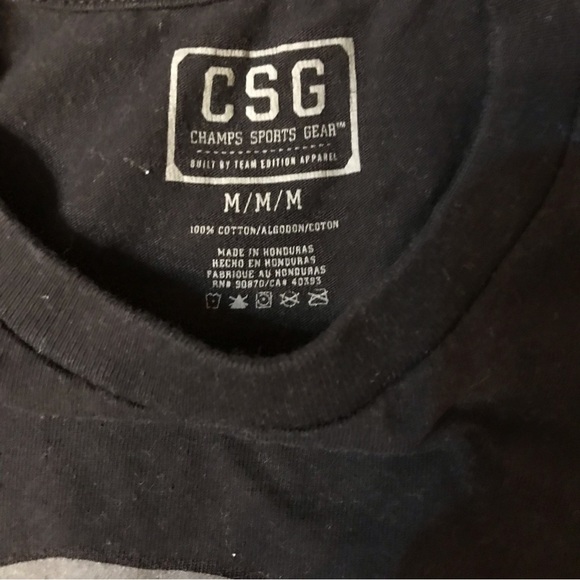 CSG
CHAMPS SPORTS GEAR™
BUILT BY TEAM EDITION APPAREL
M/M/M
100% COTTON/ALGODON/COTON
MADE IN HONDURAS
HECHO EN HONDURAS
FABRIQUE AU HONDURAS
RN# 90870/CA# 40393